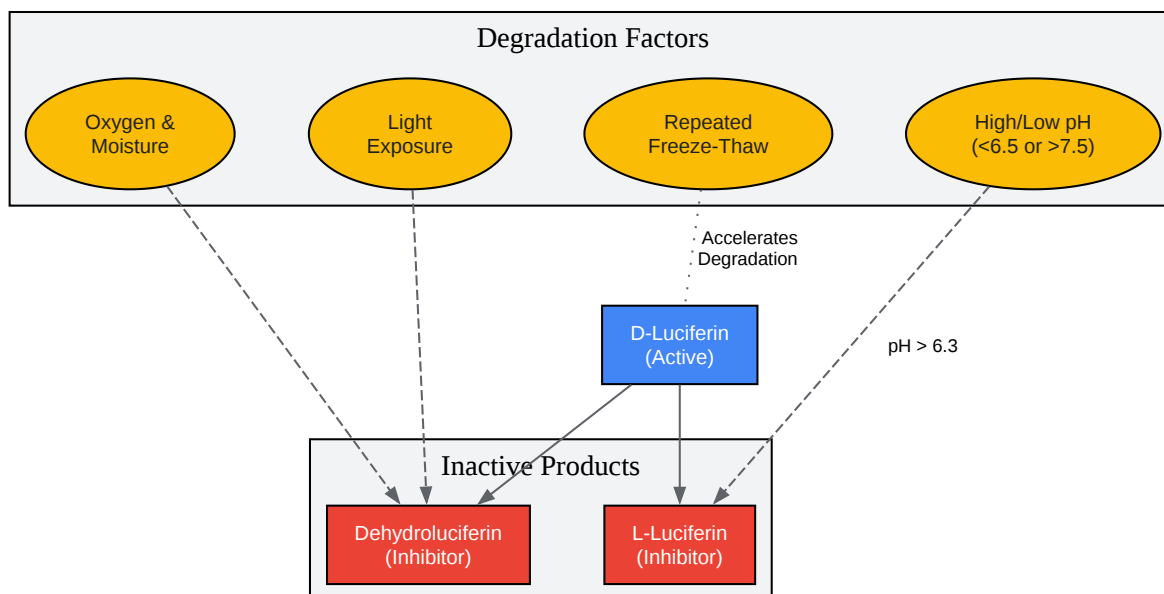 Degradation Factors
Oxygen &
Moisture
Light
Exposure
Repeated
Freeze-Thaw
High/Low pH
(<6.5 or >7.5)
Accelerates
Degradation
D-Luciferin
(Active)
pH > 6.3
Inactive Products
Dehydroluciferin
(Inhibitor)
L-Luciferin
(Inhibitor)